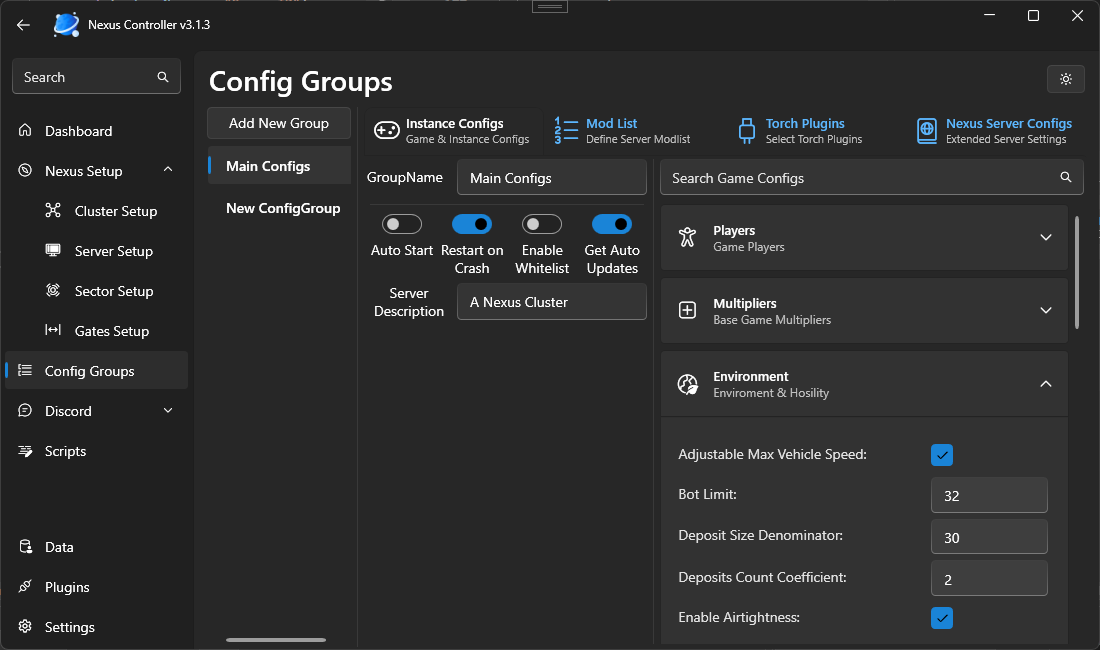 Nexus Controller v3.1.3
Search
Dashboard
Nexus Setup
Cluster Setup
Server Setup
Sector Setup
Gates Setup
Config Groups
Discord
Scripts
Data
Plugins
Settings
Config Groups
Add New Group
Main Configs
New ConfigGroup
Instance Configs
Game & Instance Configs
Mod List
Define Server Modlist
Torch Plugins
Select Torch Plugins
Nexus Server Configs
Extended Server Settings
GroupName
Main Configs
Auto Start
Restart on
Crash
Enable
Whitelist
Get Auto
Updates
Server
Description
A Nexus Cluster
Search Game Configs
Players
Game Players
Multipliers
Base Game Multipliers
Environment
Enviroment & Hosility
Adjustable Max Vehicle Speed:
Bot Limit:
32
Deposit Size Denominator:
30
Deposits Count Coefficient:
2
Enable Airtightness: